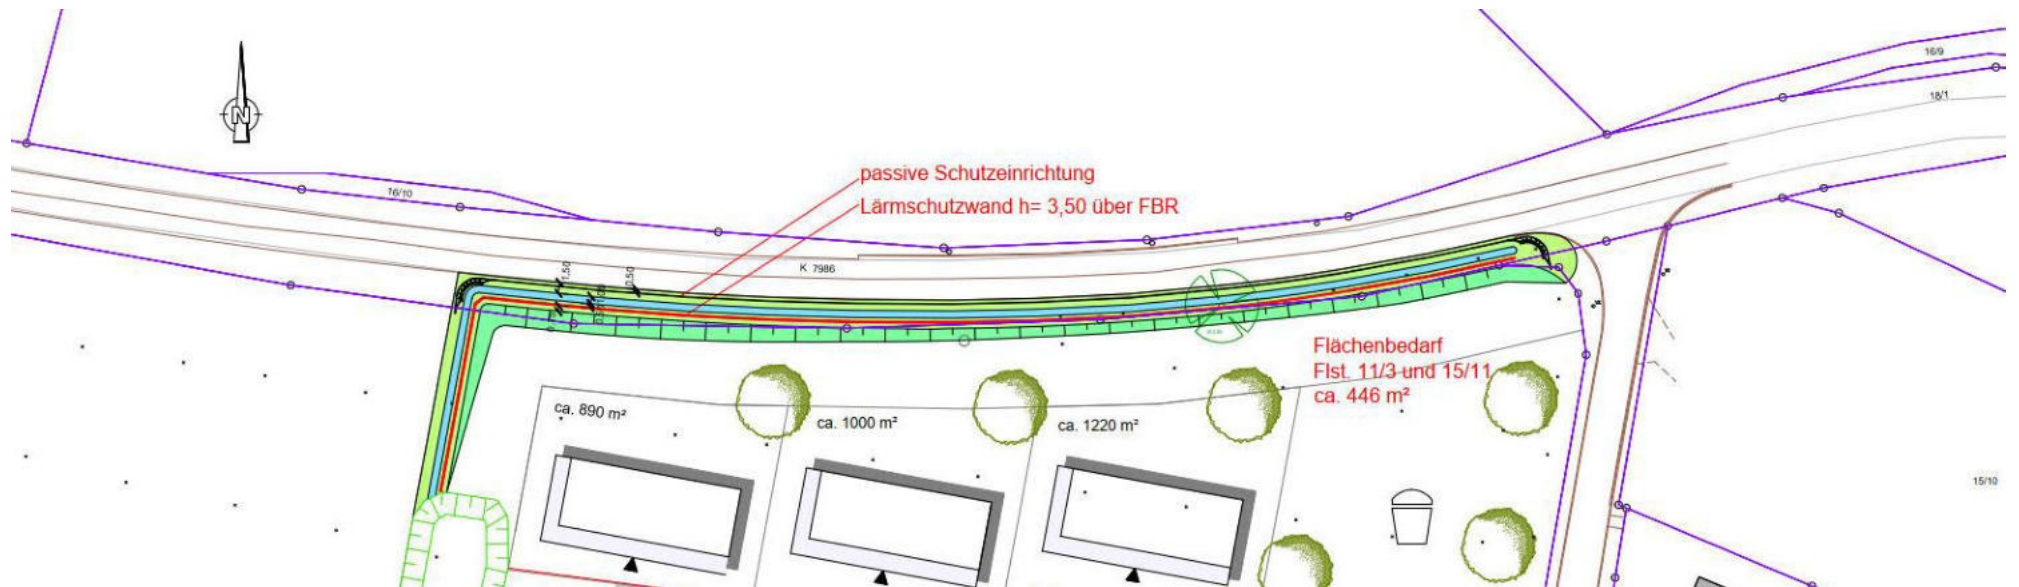 16/9
18/1
N
passive Schutzeinrichtung
16/10
Lärmschutzwand h= 3,50 über FBR
K 7986
1,50
0,50
Flächenbedarf
Flst. 11/3 und 15/11
ca. 446 m²
ca. 890 m²
ca. 1000 m²
ca. 1220 m²
15/10